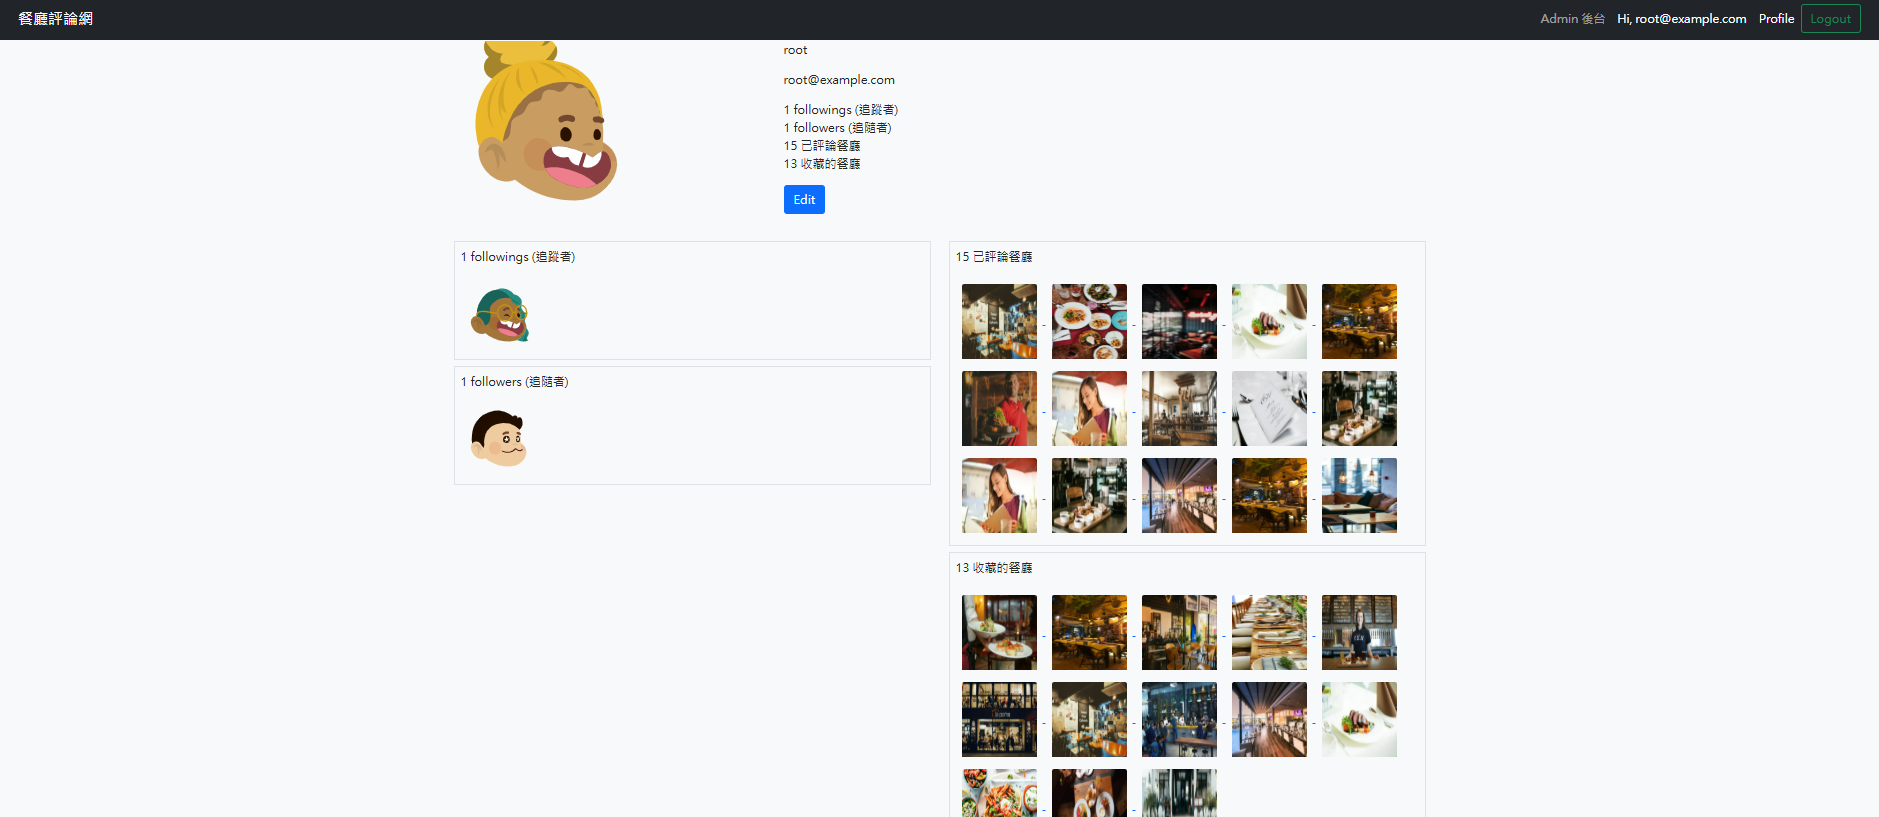 餐廳評論網
Admin 後台 Hi, root@example.com Profile Logout
root
root@example.com
1 followings (追蹤者)
1 followers (追隨者)
15 已評論餐廳
13 收藏的餐廳
Edit
1 followings (追蹤者)
1 followers (追隨者)
15 已評論餐廳
13 收藏的餐廳